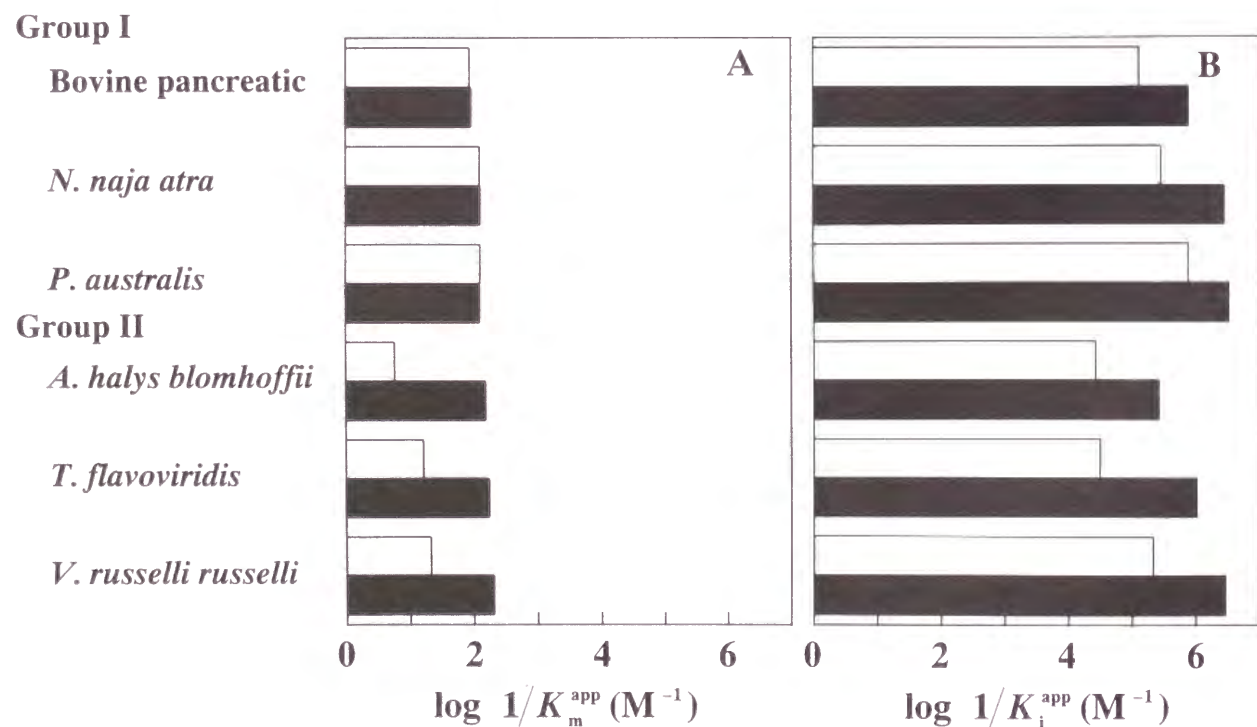 Group I
Bovine pancreatic
N. naja atra
P. australis
Group II
A. halys blomhoffii
T. flavoviridis
V. russelli russelli
A
B
0 2 4 6
0 2 4 6
log 1/K_m^app (M^-1)
log 1/K_i^app (M^-1)